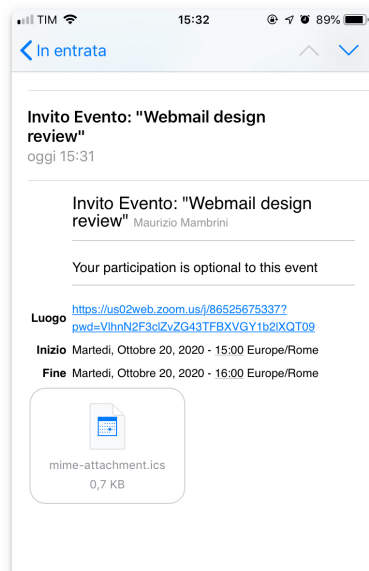 TIM 15:32 89%
In entrata
Invito Evento: "Webmail design
review"
oggi 15:31
Invito Evento: "Webmail design
review" Maurizio Mambrini
Your participation is optional to this event
Luogo https://us02web.zoom.us/j/86525675337?
pwd=VlhnN2F3clZvZG43TFBXVGY1b2lXQT09
Inizio Martedi, Ottobre 20, 2020 - 15:00 Europe/Rome
Fine Martedi, Ottobre 20, 2020 - 16:00 Europe/Rome
mime-attachment.ics
0,7 KB